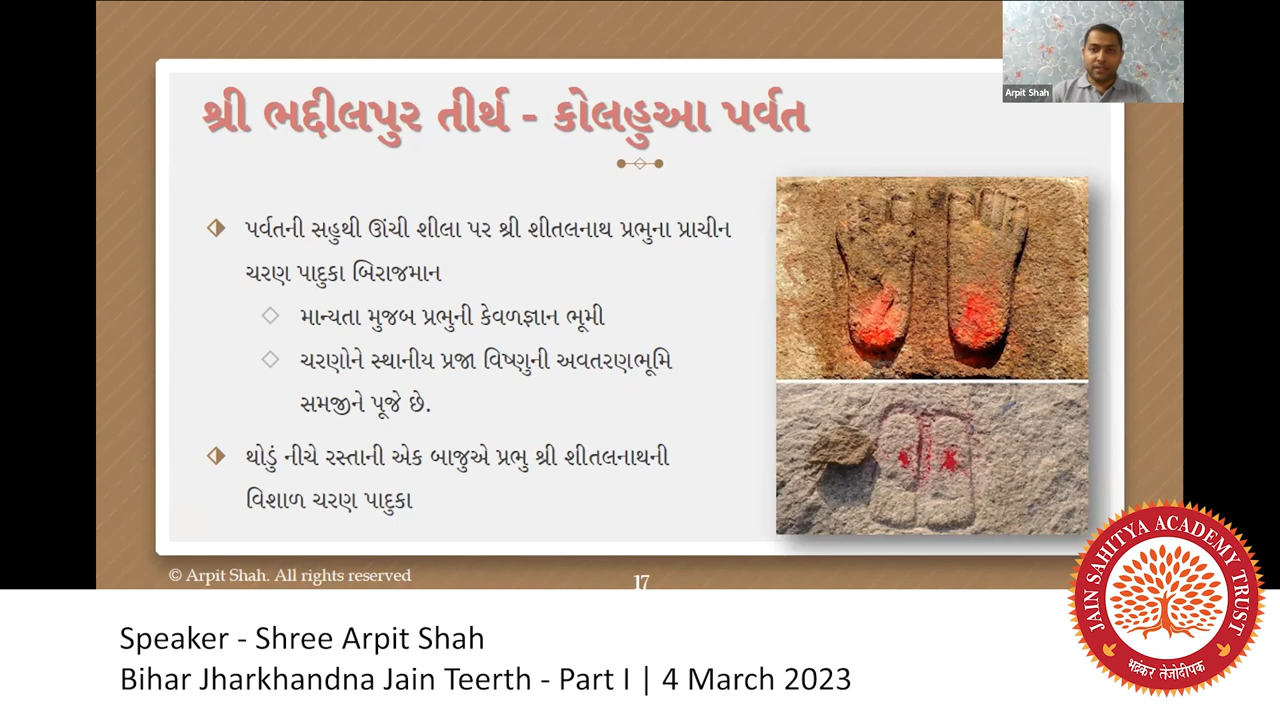 Arpit Shah
શ્રી ભદ્દીલપુર તીર્થ - કોલહુઆ પર્વત
પર્વતની સહુથી ઊંચી શીલા પર શ્રી શીતલનાથ પ્રભુના પ્રાચીન
ચરણ પાદુકા બિરાજમાન
માન્યતા મુજબ પ્રભુની કેવળજ્ઞાન ભૂમી
ચરણોને સ્થાનીય પ્રજા વિષ્ણુની અવતરણભૂમિ
સમજીને પૂજે છે.
થોડું નીચે રસ્તાની એક બાજુએ પ્રભુ શ્રી શીતલનાથની
વિશાળ ચરણ પાદુકા
© Arpit Shah. All rights reserved
17
JAIN SAHITYA ACADEMY TRUST
भद्रंकर तेजोदीपक
Speaker - Shree Arpit Shah
Bihar Jharkhandna Jain Teerth - Part I | 4 March 2023